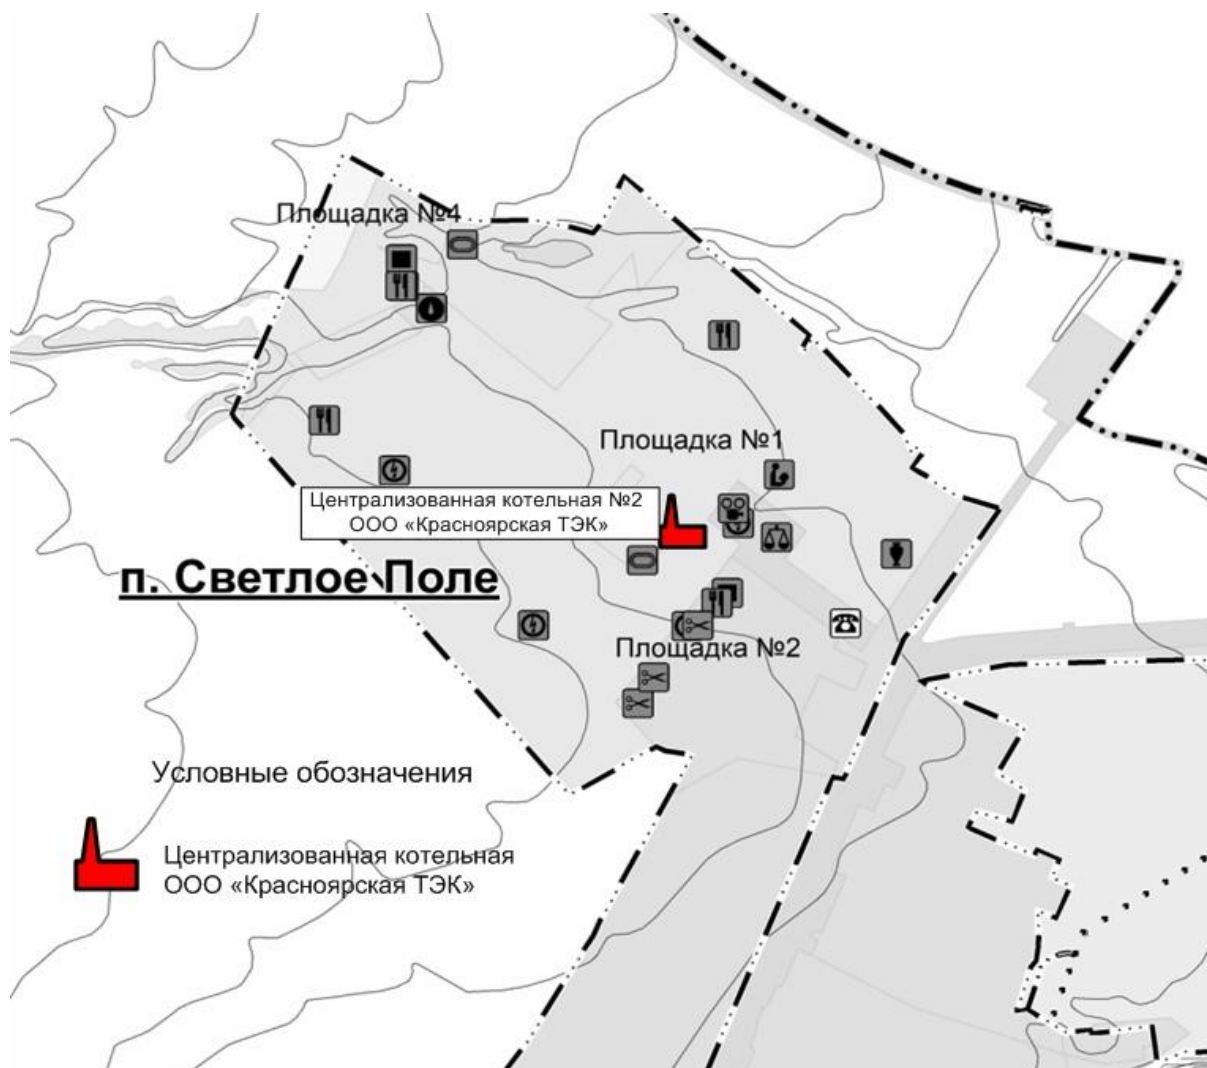 Площадка №4
Площадка №1
Централизованная котельная №2
ООО «Красноярская ТЭК»
п. Светлое Поле
Площадка №2
Условные обозначения
Централизованная котельная
ООО «Красноярская ТЭК»